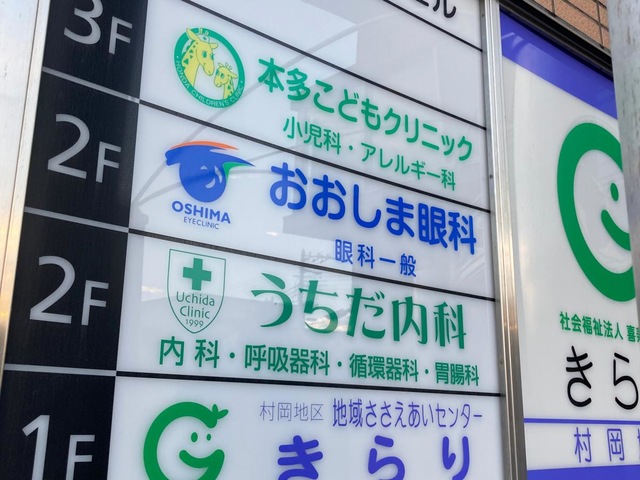 ル
3F
本多こどもクリニック
小児科・アレルギー科
2F
OSHIMA
EYECLINIC
おおしま眼科
眼科一般
2F
Uchida
Clinic
1999
うちだ内科
内科・呼吸器科・循環器科・胃腸科
1F
村岡地区 地域ささえあいセンター
きらり
社会福祉法人 喜
きら
村岡